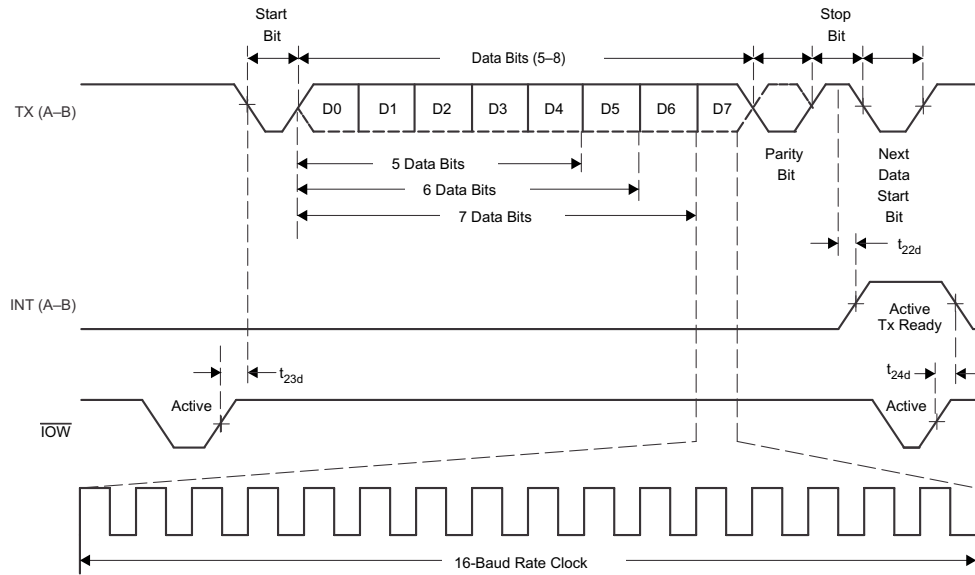 Start
Bit
Stop
Bit
Data Bits (5–8)
TX (A–B)
D0 D1 D2 D3 D4 D5 D6 D7
5 Data Bits
6 Data Bits
7 Data Bits
Parity
Bit
Next
Data
Start
Bit
t22d
INT (A–B)
Active
Tx Ready
t23d
t24d
IOW
Active
Active
16-Baud Rate Clock